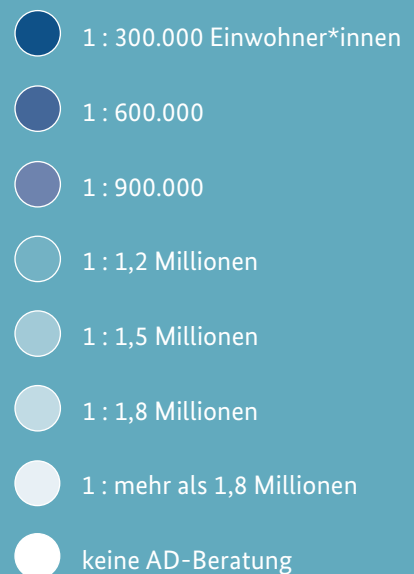 1 : 300.000 Einwohner*innen
1 : 600.000
1 : 900.000
1 : 1,2 Millionen
1 : 1,5 Millionen
1 : 1,8 Millionen
1 : mehr als 1,8 Millionen
keine AD-Beratung